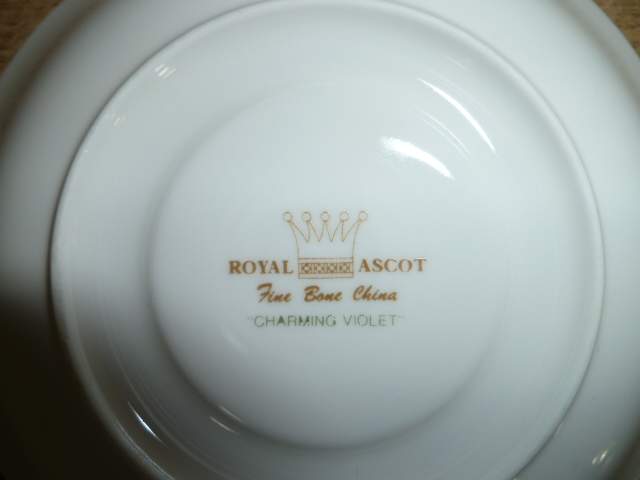 ROYAL ASCOT
Fine Bone China
"CHARMING VIOLET"